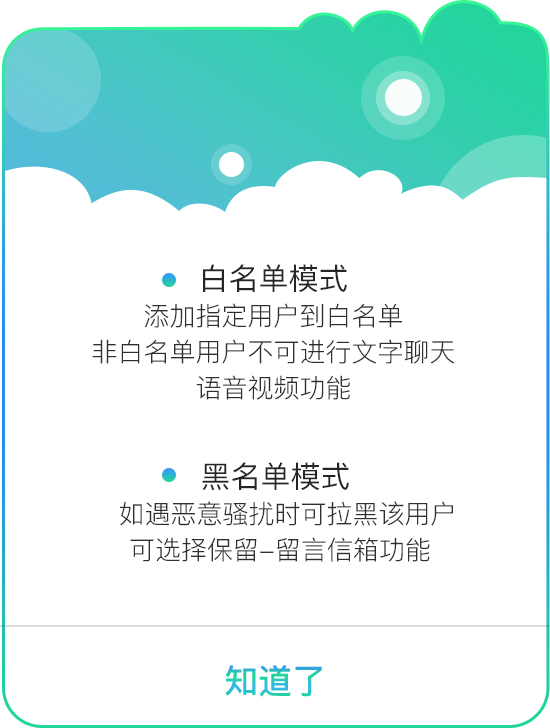 白名单模式
添加指定用户到白名单
非白名单用户不可进行文字聊天
语音视频功能
黑名单模式
如遇恶意骚扰时可拉黑该用户
可选择保留–留言信箱功能
知道了